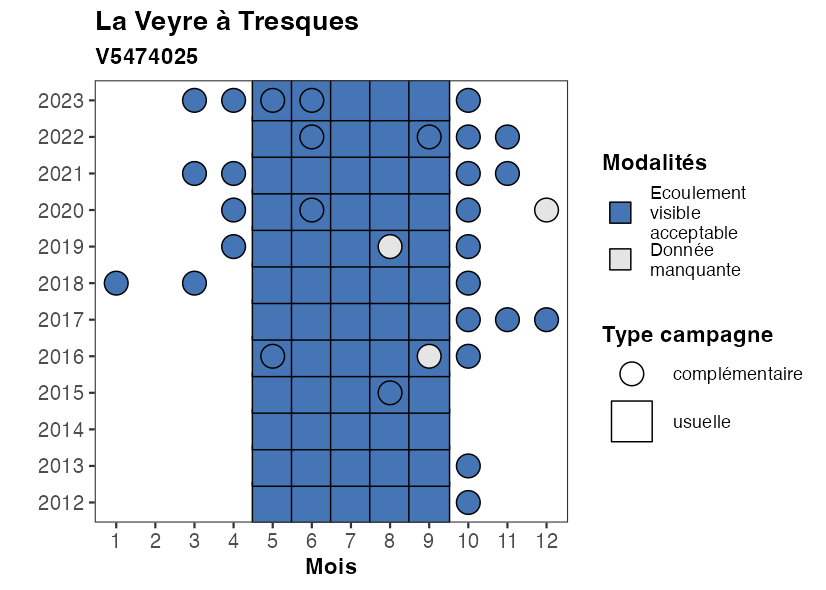 La Veyre à Tresques
V5474025
2023
2022
2021
2020
2019
2018
2017
2016
2015
2014
2013
2012
1 2 3 4 5 6 7 8 9 10 11 12
Mois
Modalités
Ecoulement
visible
acceptable
Donnée
manquante
Type campagne
complémentaire
usuelle